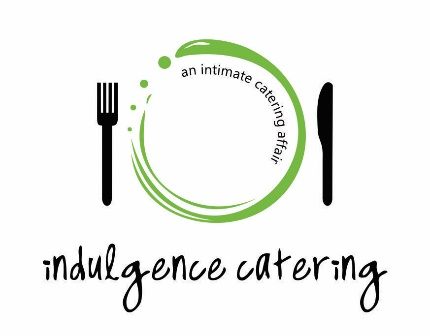 an intimate catering affair
indulgence catering